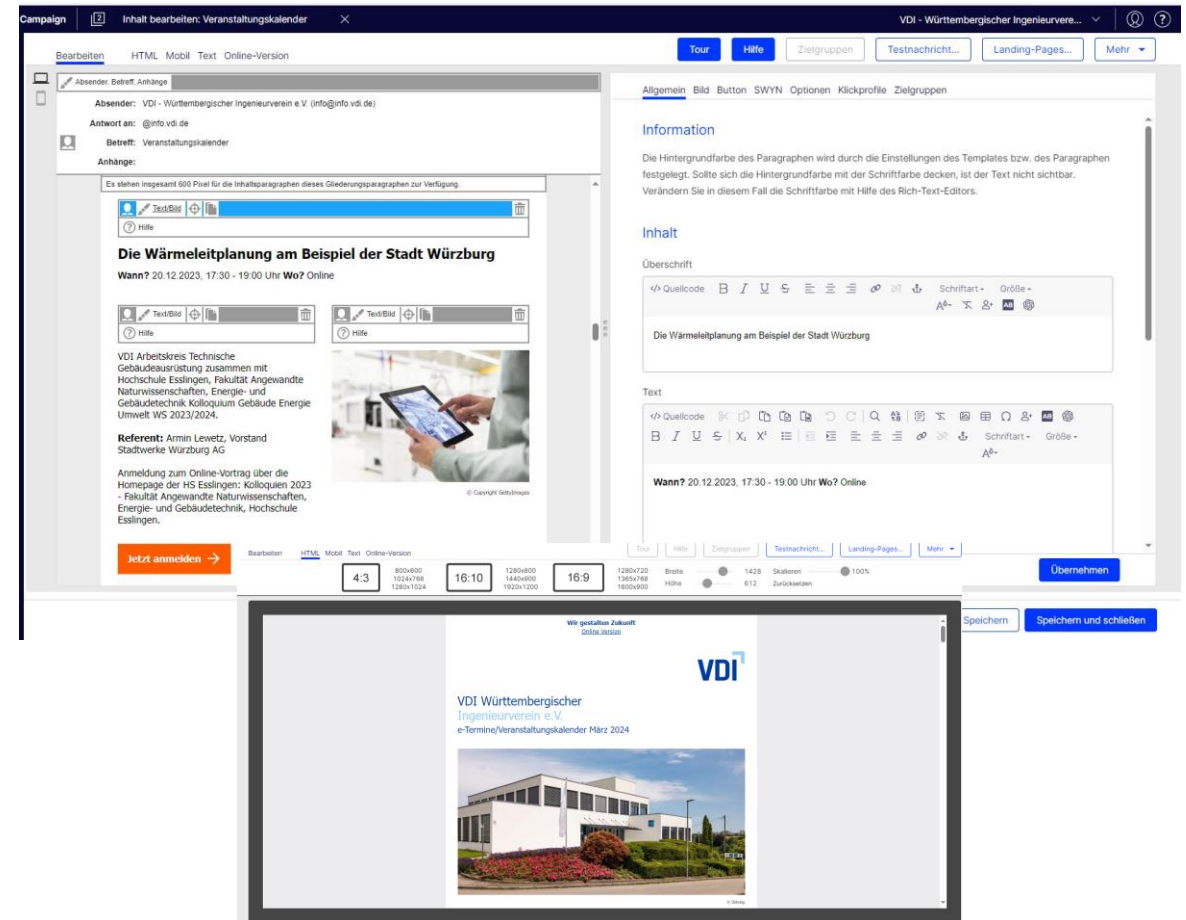 Campaign
2
Inhalt bearbeiten: Veranstaltungskalender
VDI - Württembergischer Ingenieurvere...
?
Bearbeiten HTML Mobil Text Online-Version
Tour
Hilfe
Zielgruppen
Testnachricht...
Landing-Pages...
Mehr
Absender, Betreff, Anhänge
Absender: VDI - Württembergischer Ingenieurverein e.V. (info@info.vdi.de)
Antwort an: @info.vdi.de
Betreff: Veranstaltungskalender
Anhänge:
Es stehen insgesamt 600 Pixel für die Inhaltsparagraphen dieses Gliederungsparagraphen zur Verfügung.
Text/Bild
? Hilfe
Die Wärmeleitplanung am Beispiel der Stadt Würzburg
Wann? 20.12.2023, 17:30 - 19:00 Uhr Wo? Online
Text/Bild
? Hilfe
VDI Arbeitskreis Technische
Gebäudeausrüstung zusammen mit
Hochschule Esslingen, Fakultät Angewandte
Naturwissenschaften, Energie- und
Gebäudetechnik Kolloquium Gebäude Energie
Umwelt WS 2023/2024.
Referent: Armin Lewetz, Vorstand
Stadtwerke Würzburg AG
Anmeldung zum Online-Vortrag über die
Homepage der HS Esslingen: Kolloquien 2023
- Fakultät Angewandte Naturwissenschaften,
Energie- und Gebäudetechnik, Hochschule
Esslingen.
Jetzt anmelden →
Text/Bild
? Hilfe
© Copyright GettyImages
Allgemein Bild Button SWYN Optionen Klickprofile Zielgruppen
Information
Die Hintergrundfarbe des Paragraphen wird durch die Einstellungen des Templates bzw. des Paragraphen
festgelegt. Sollte sich die Hintergrundfarbe mit der Schriftfarbe decken, ist der Text nicht sichtbar.
Verändern Sie in diesem Fall die Schriftfarbe mit Hilfe des Rich-Text-Editors.
Inhalt
Überschrift
Quellcode B I U S Schriftart Größe
Die Wärmeleitplanung am Beispiel der Stadt Würzburg
Text
Quellcode
B I U S X₂ X² Schriftart Größe
Wann? 20.12.2023, 17:30 - 19:00 Uhr Wo? Online
Übernehmen
Speichern
Speichern und schließen
Bearbeiten HTML Mobil Text Online-Version
Tour
Hilfe
Zielgruppen
Testnachricht...
Landing-Pages...
Mehr
4:3
800x600
1024x768
1280x1024
16:10
1280x800
1440x900
1920x1200
16:9
1280x720
1365x768
1600x900
Breite 1428 Skalieren 100%
Höhe 612 Zurücksetzen
Wir gestalten Zukunft
Online Version
VDI
VDI Württembergischer
Ingenieurverein e.V.
e-Termine/Veranstaltungskalender März 2024